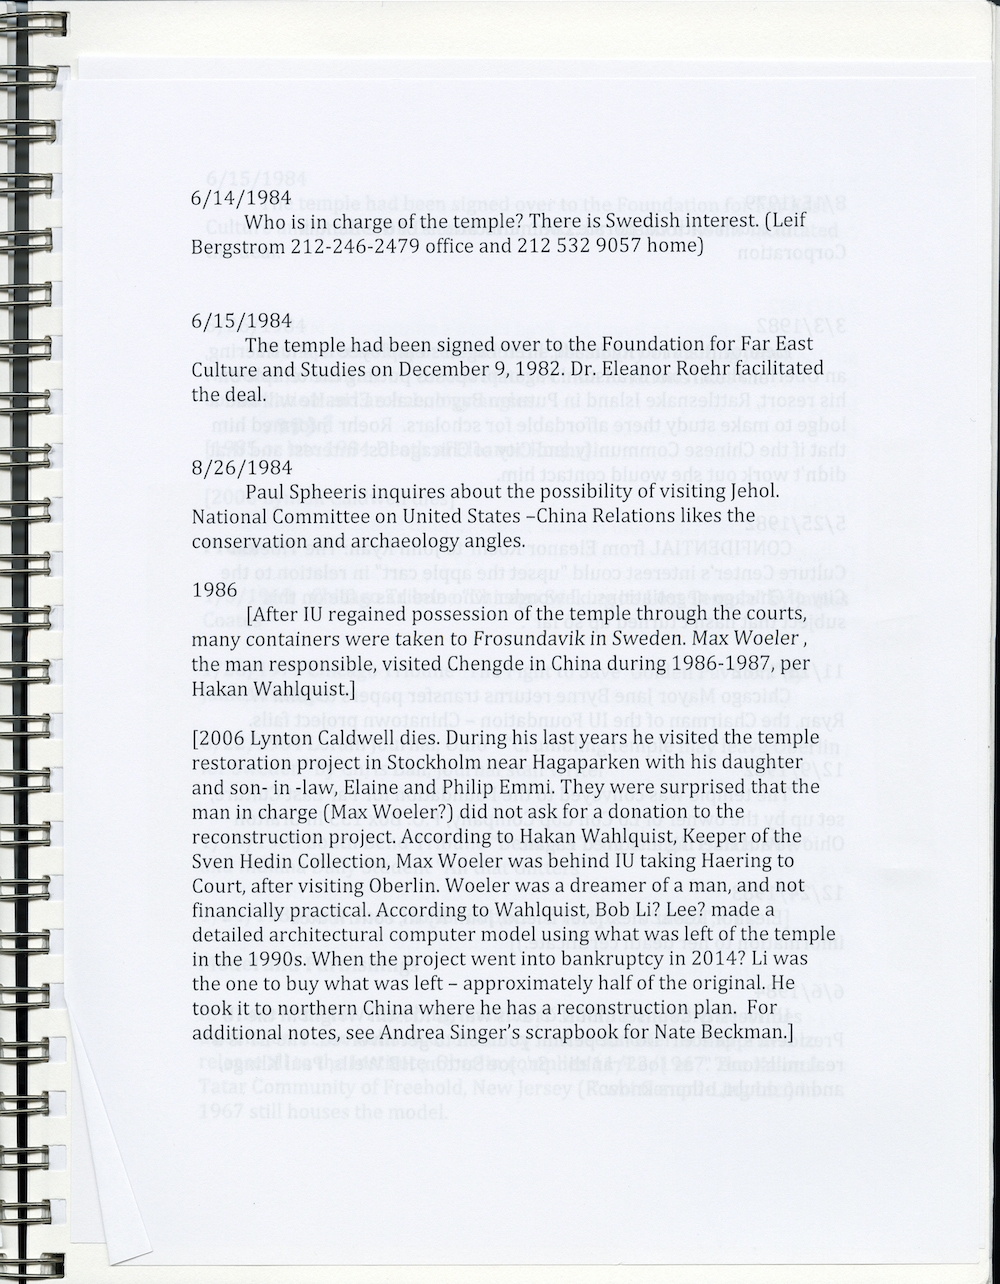 6/14/1984
Who is in charge of the temple? There is Swedish interest. (Leif
Bergstrom 212-246-2479 office and 212 532 9057 home)
6/15/1984
The temple had been signed over to the Foundation for Far East
Culture and Studies on December 9, 1982. Dr. Eleanor Roehr facilitated
the deal.
8/26/1984
Paul Spheeris inquires about the possibility of visiting Jehol.
National Committee on United States –China Relations likes the
conservation and archaeology angles.
1986
[After IU regained possession of the temple through the courts,
many containers were taken to Frosundavik in Sweden. Max Woeler ,
the man responsible, visited Chengde in China during 1986-1987, per
Hakan Wahlquist.]
[2006 Lynton Caldwell dies. During his last years he visited the temple
restoration project in Stockholm near Hagaparken with his daughter
and son- in -law, Elaine and Philip Emmi. They were surprised that the
man in charge (Max Woeler?) did not ask for a donation to the
reconstruction project. According to Hakan Wahlquist, Keeper of the
Sven Hedin Collection, Max Woeler was behind IU taking Haering to
Court, after visiting Oberlin. Woeler was a dreamer of a man, and not
financially practical. According to Wahlquist, Bob Li? Lee? made a
detailed architectural computer model using what was left of the temple
in the 1990s. When the project went into bankruptcy in 2014? Li was
the one to buy what was left – approximately half of the original. He
took it to northern China where he has a reconstruction plan.  For
additional notes, see Andrea Singer's scrapbook for Nate Beckman.]
Tatar Community of Freehold, New Jersey
1967 still houses the model.